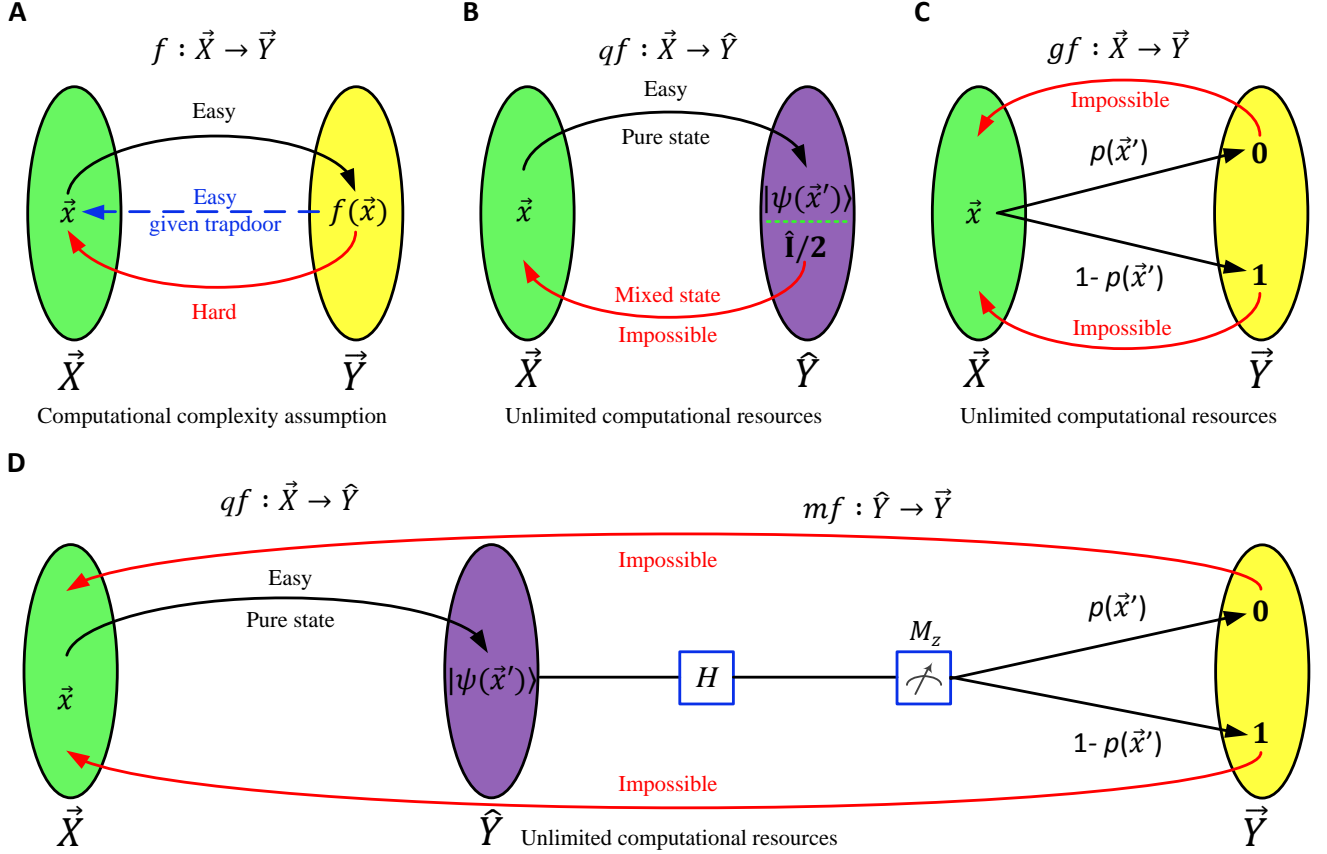 A
f : X⃗ → Y⃗
Easy
x⃗
Easy
given trapdoor
f(x⃗)
Hard
X⃗
Y⃗
Computational complexity assumption
B
qf : X⃗ → Ŷ
Easy
Pure state
x⃗
|ψ(x⃗')⟩
Î/2
Mixed state
Impossible
X⃗
Ŷ
Unlimited computational resources
C
gf : X⃗ → Y⃗
Impossible
p(x⃗')
0
x⃗
1- p(x⃗')
1
Impossible
X⃗
Y⃗
Unlimited computational resources
D
qf : X⃗ → Ŷ
mf : Ŷ → Y⃗
Impossible
Easy
Pure state
p(x⃗')
0
M_z
x⃗
|ψ(x⃗')⟩
H
1- p(x⃗')
1
Impossible
X⃗
Ŷ
Unlimited computational resources
Y⃗